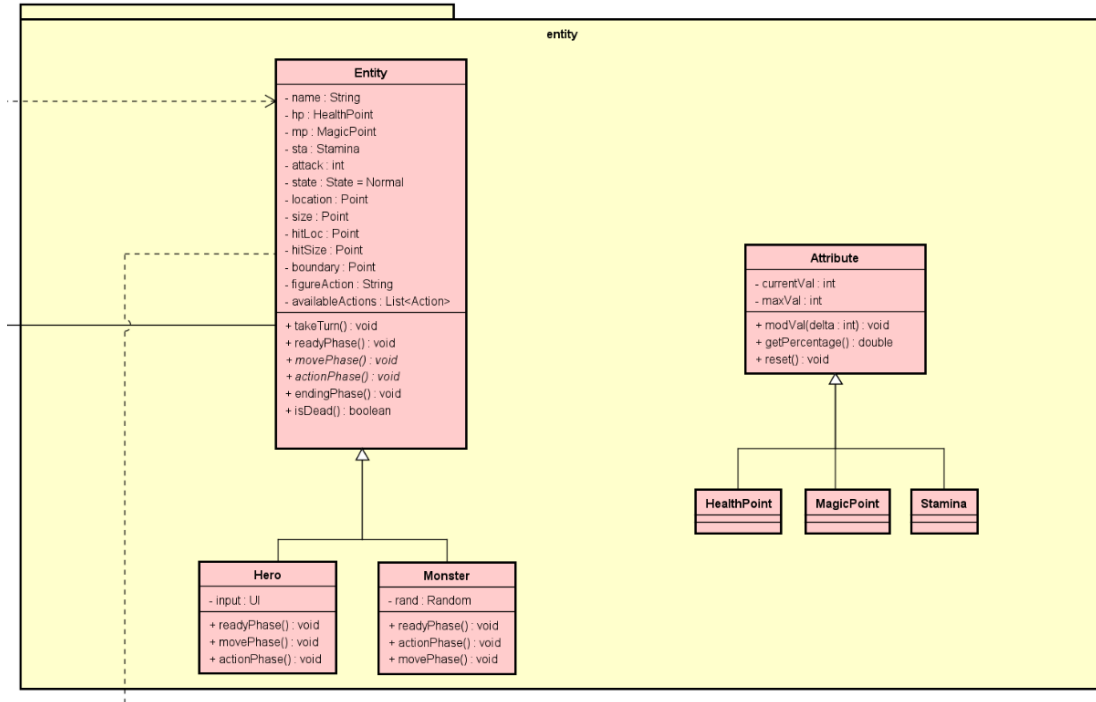 entity
Entity
- name : String
- hp : HealthPoint
- mp : MagicPoint
- sta : Stamina
- attack : int
- state : State = Normal
- location : Point
- size : Point
- hitLoc : Point
- hitSize : Point
- boundary : Point
- figureAction : String
- availableActions : List<Action>
+ takeTurn() : void
+ readyPhase() : void
+ movePhase() : void
+ actionPhase() : void
+ endingPhase() : void
+ isDead() : boolean
Attribute
- currentVal : int
- maxVal : int
+ modVal(delta : int) : void
+ getPercentage() : double
+ reset() : void
HealthPoint
MagicPoint
Stamina
Hero
- input : UI
+ readyPhase() : void
+ movePhase() : void
+ actionPhase() : void
Monster
- rand : Random
+ readyPhase() : void
+ actionPhase() : void
+ movePhase() : void